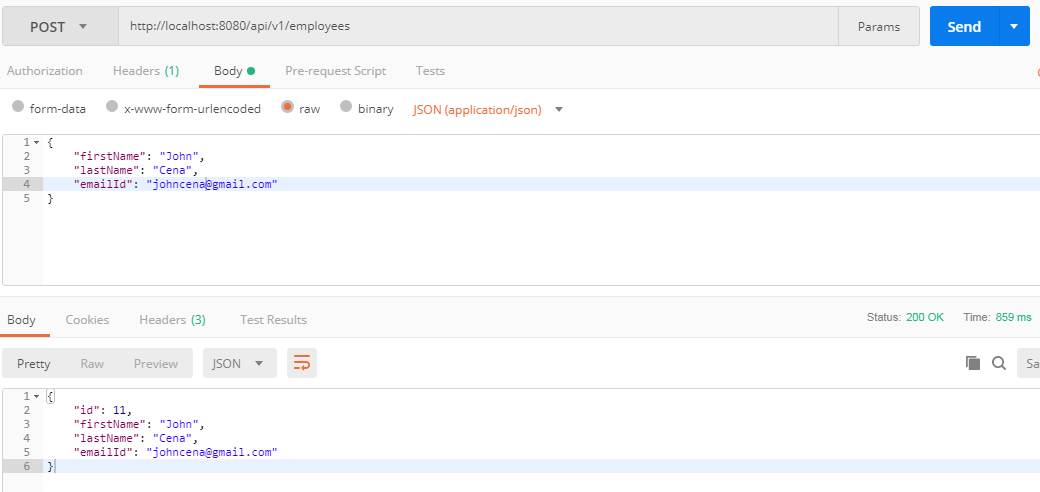 POST http://localhost:8080/api/v1/employees Params Send
Authorization Headers (1) Body Pre-request Script Tests
form-data x-www-form-urlencoded raw binary JSON (application/json)
1 {
2 "firstName": "John",
3 "lastName": "Cena",
4 "emailId": "johncena@gmail.com"
5 }
Body Cookies Headers (3) Test Results Status: 200 OK Time: 859 ms
Pretty Raw Preview JSON Sa
1 {
2 "id": 11,
3 "firstName": "John",
4 "lastName": "Cena",
5 "emailId": "johncena@gmail.com"
6 }